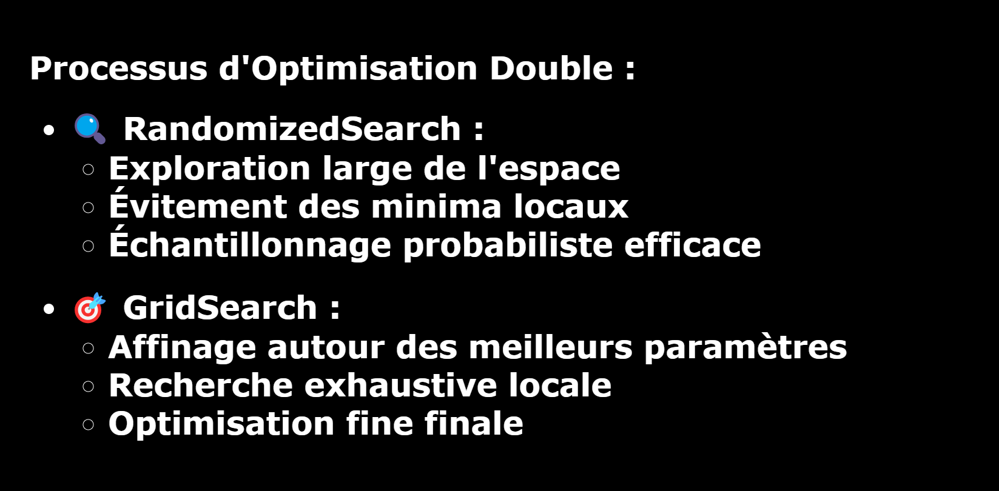 Processus d'Optimisation Double :
RandomizedSearch :
Exploration large de l'espace
Évitement des minima locaux
Échantillonnage probabiliste efficace
GridSearch :
Affinage autour des meilleurs paramètres
Recherche exhaustive locale
Optimisation fine finale